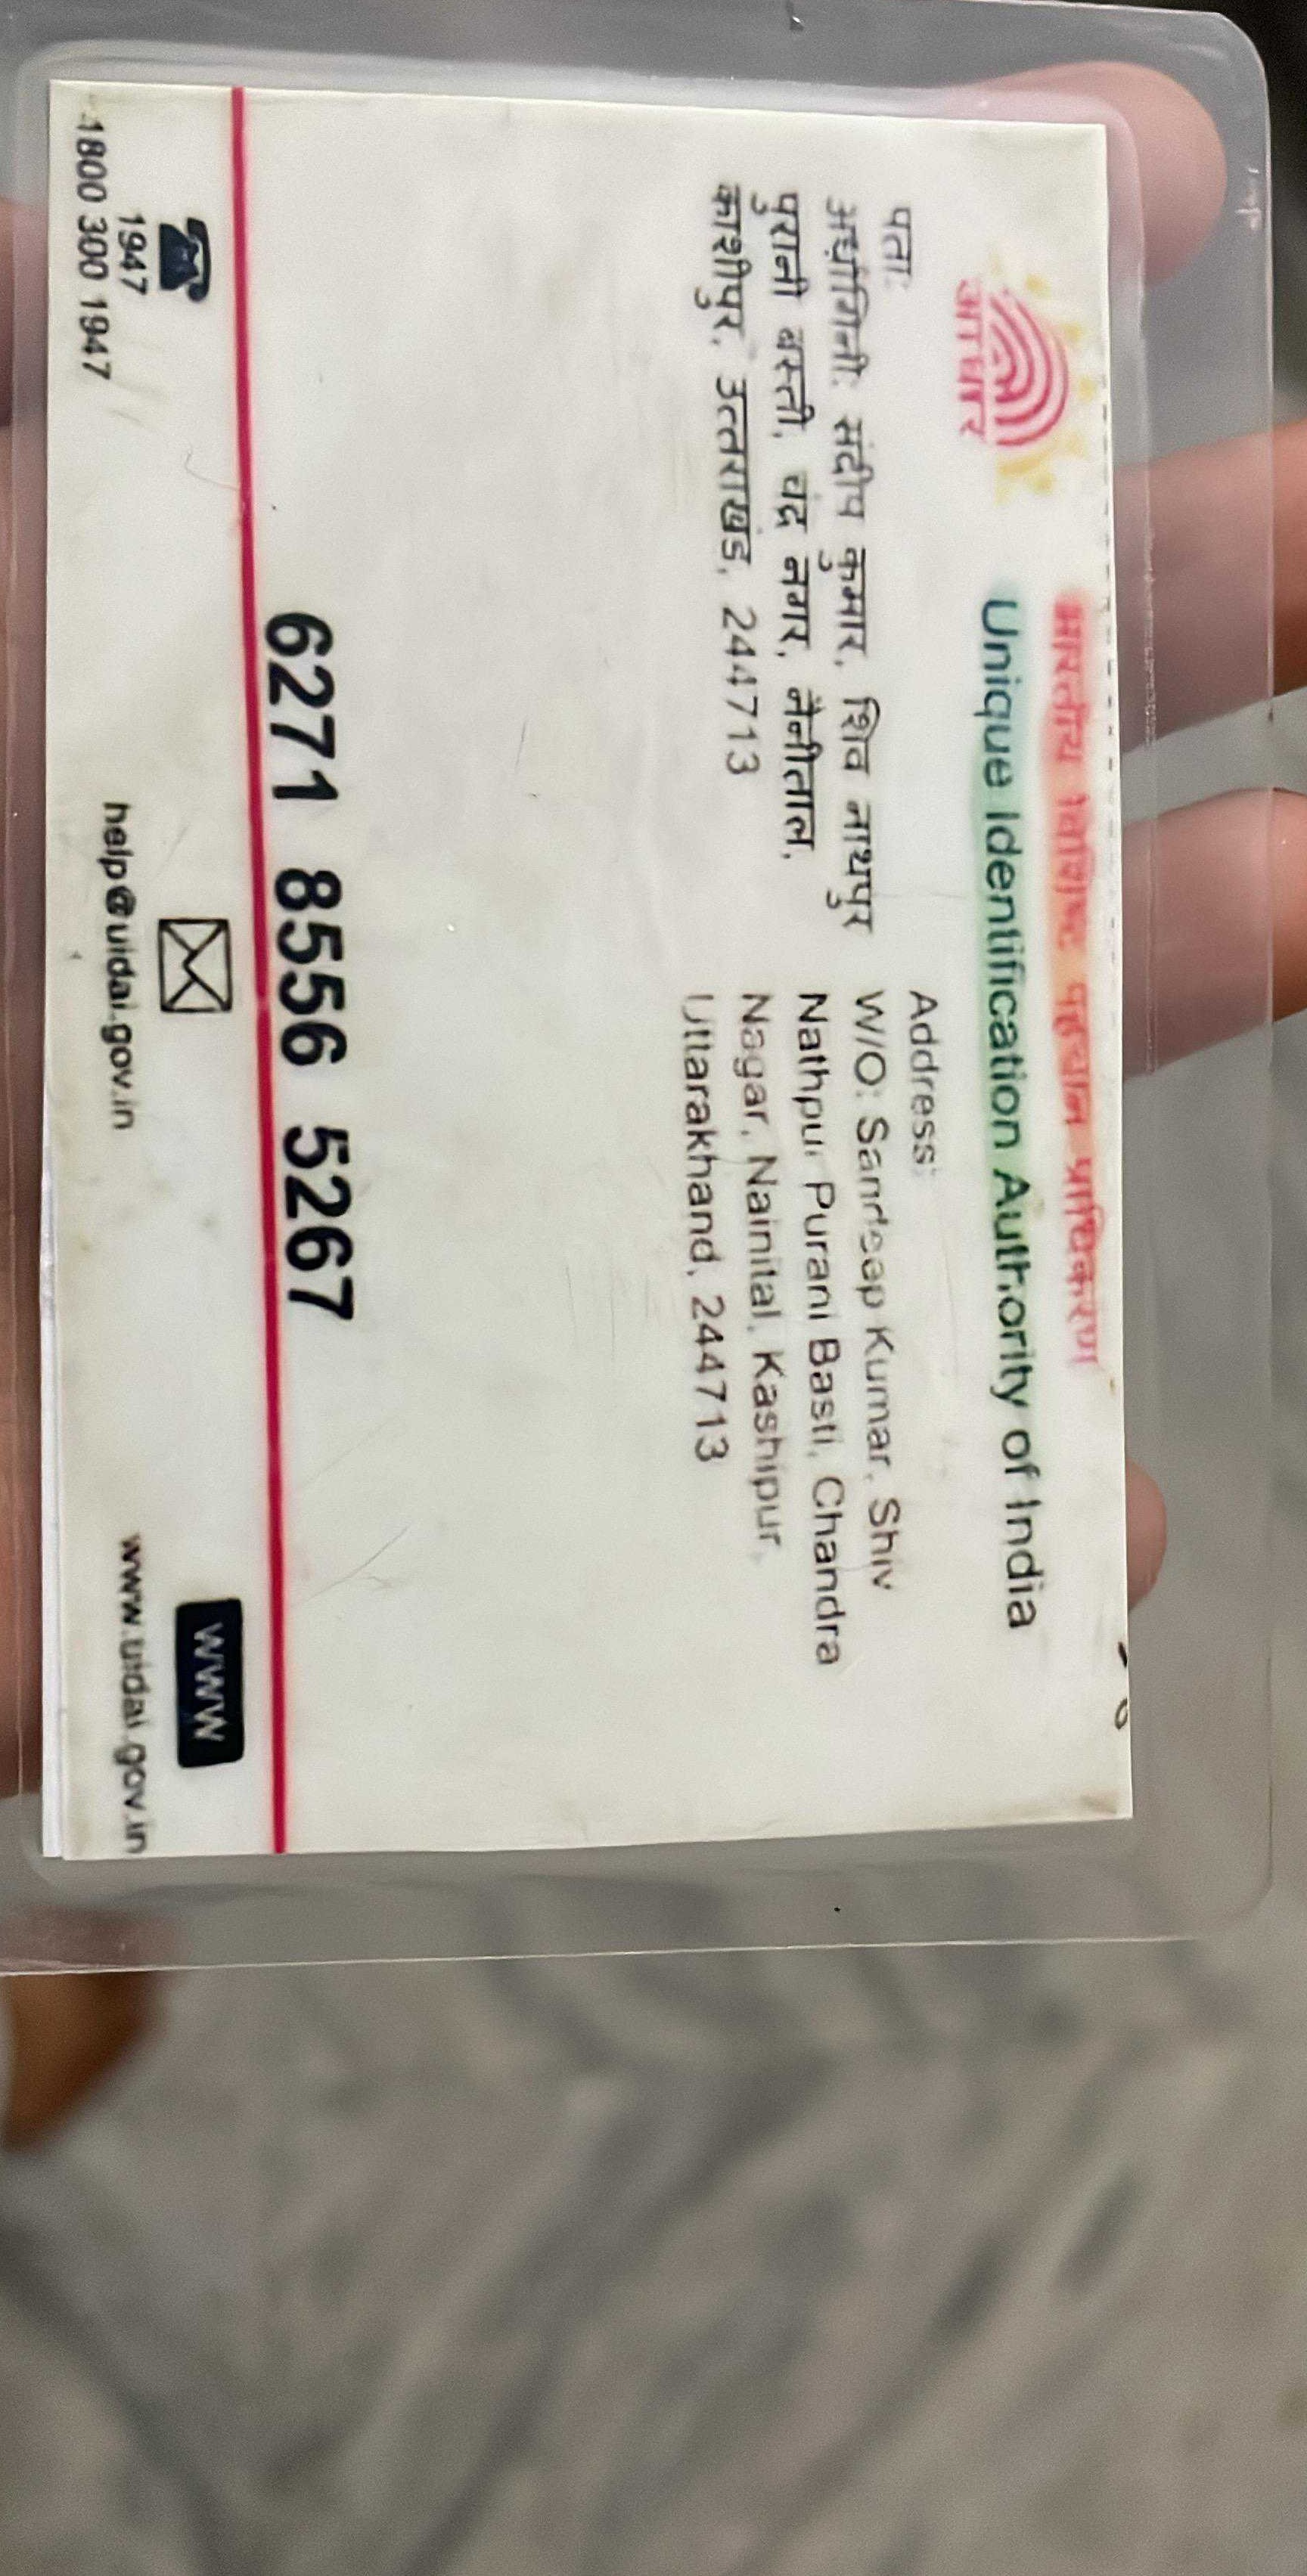 भारतीय विशिष्ट पहचान प्राधिकरण
Unique Identification Authority of India
आधार
पता:
अर्धांगिनी: संदीप कुमार, शिव नाथपुर
पुरानी बस्ती, चंद्र नगर, नैनीताल,
काशीपुर, उत्तराखंड, 244713
Address:
W/O: Sandeep Kumar, Shiv
Nathpur Purani Basti, Chandra
Nagar, Nainital, Kashipur,
Uttarakhand, 244713
6271 8556 5267
1947
1800 300 1947
help@uidai.gov.in
WWW
www.uidai.gov.in